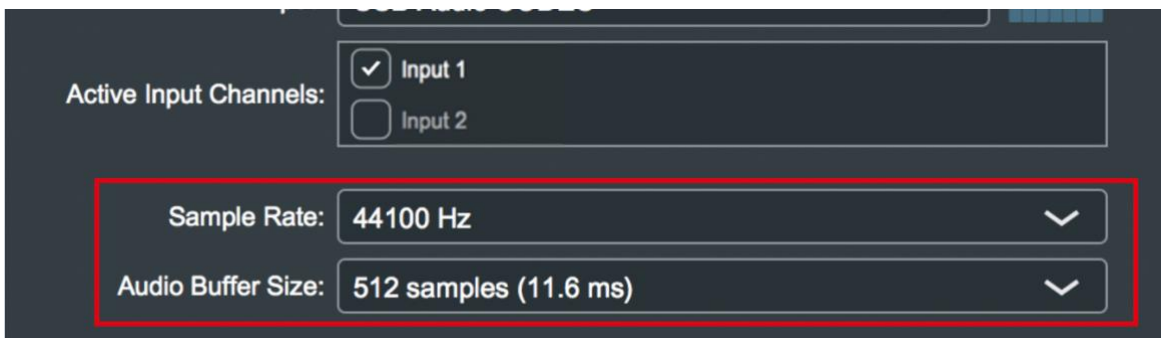 Active Input Channels:
Input 1
Input 2
Sample Rate: 44100 Hz
Audio Buffer Size: 512 samples (11.6 ms)